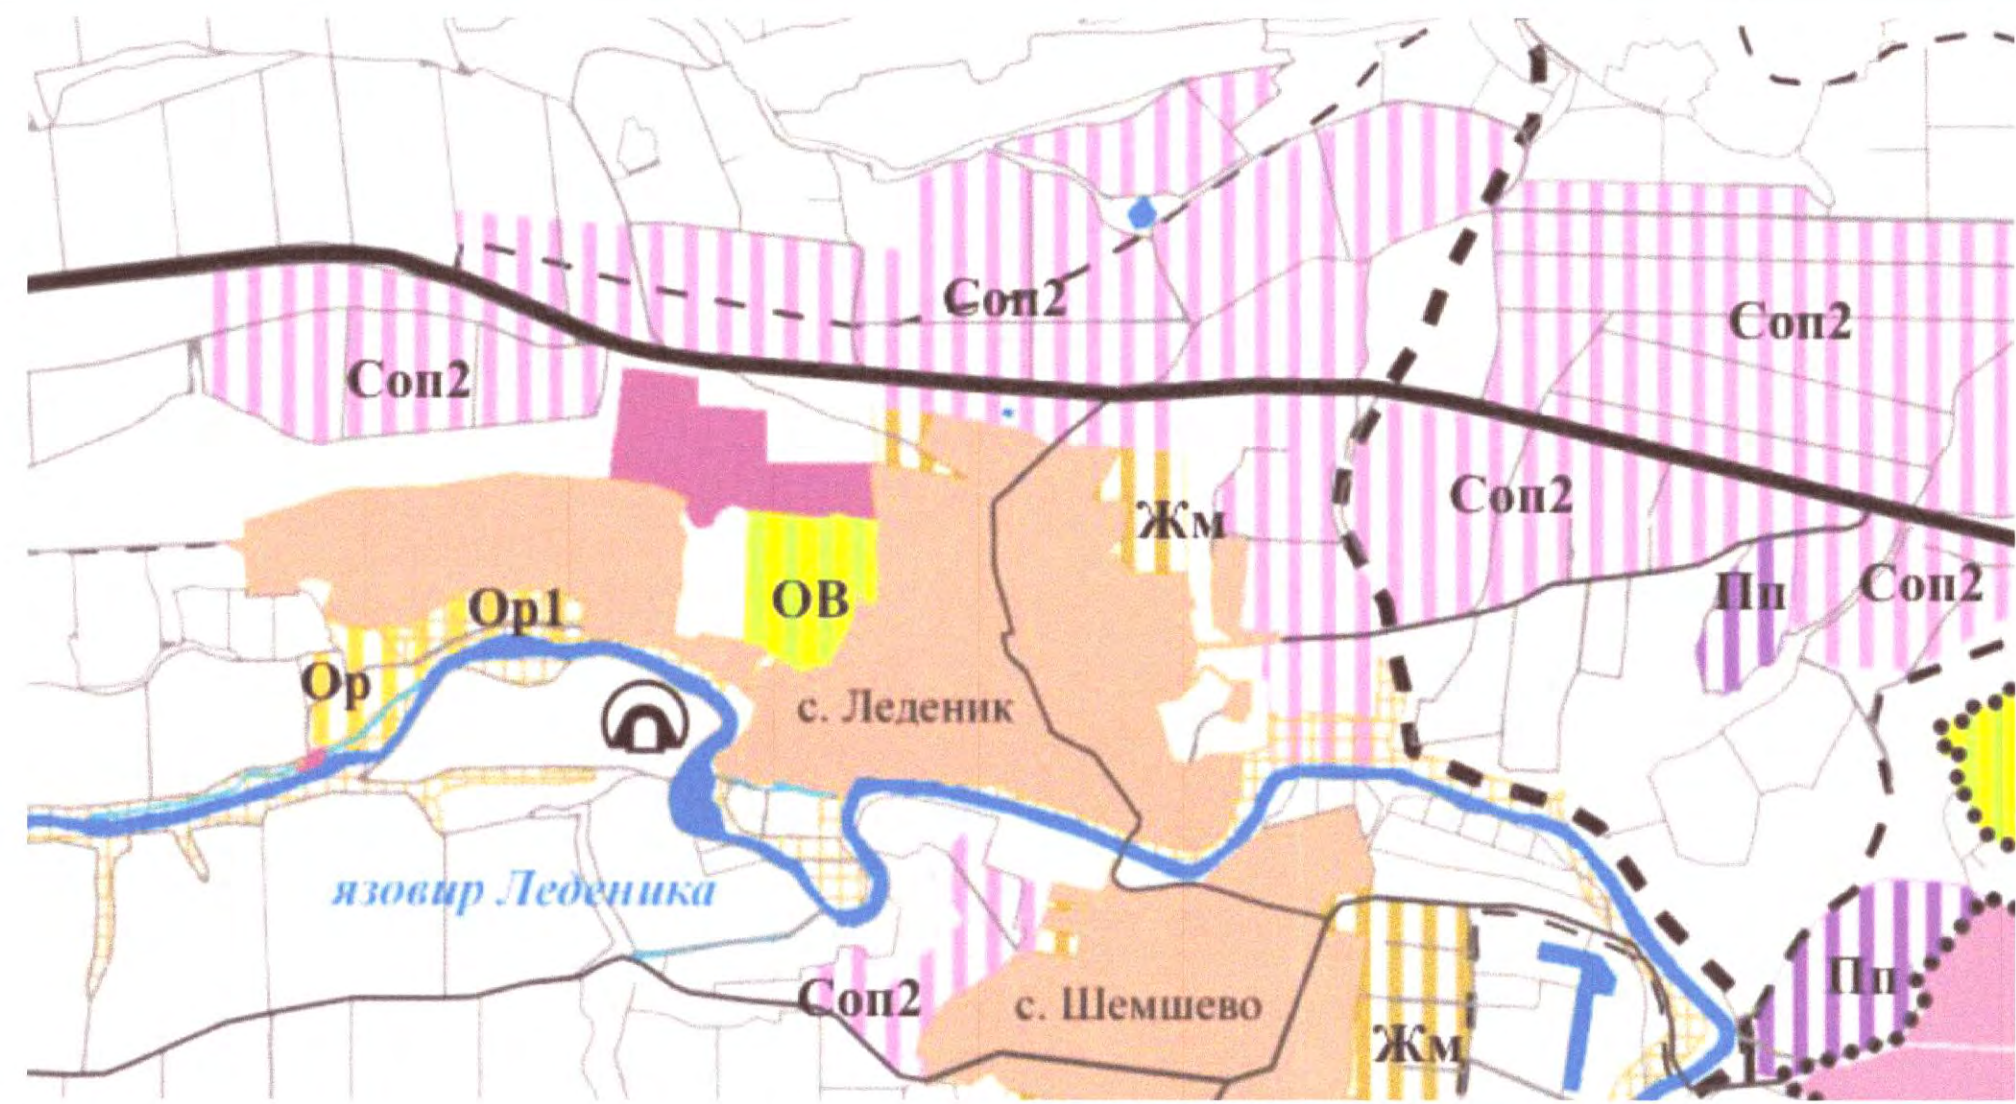 Соп2
Соп2
Соп2
Соп2
Жм
Пп
Соп2
Ор1
ОВ
Ор
с. Леденик
язовир Леденика
Соп2
с. Шемшево
Пп
Жм